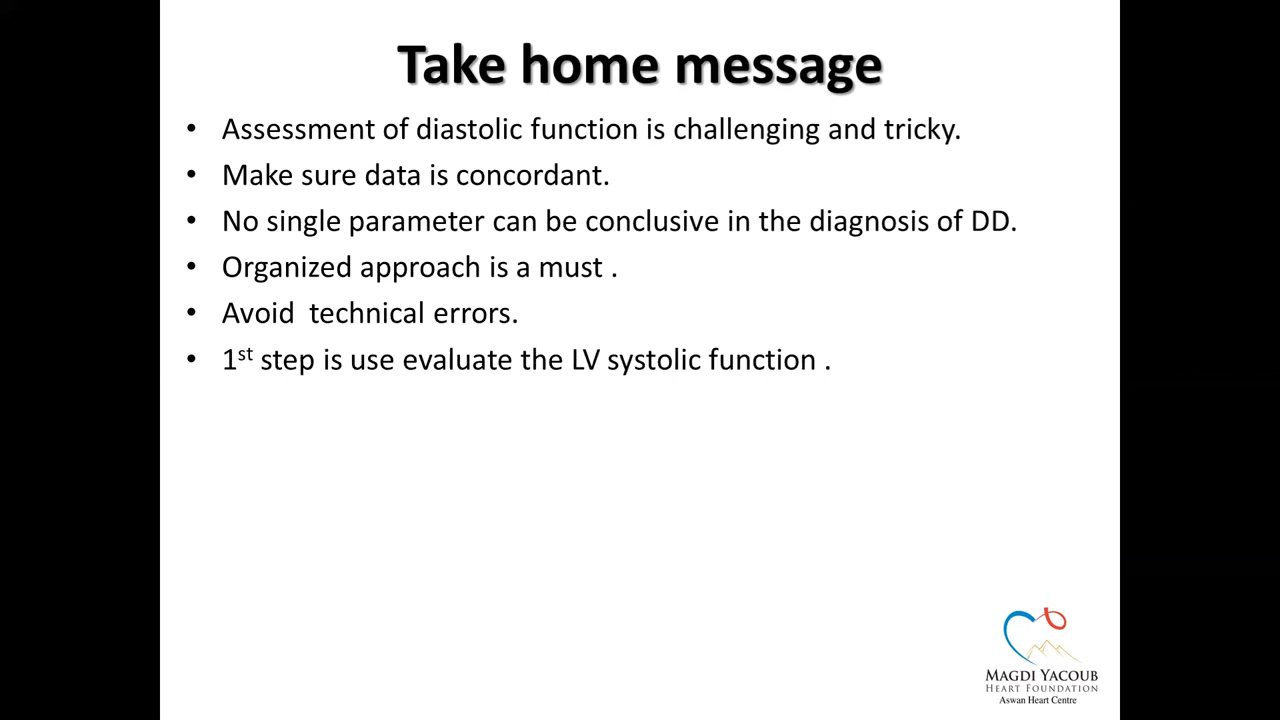 Take home message
• Assessment of diastolic function is challenging and tricky.
• Make sure data is concordant.
• No single parameter can be conclusive in the diagnosis of DD.
• Organized approach is a must .
• Avoid  technical errors.
• 1st step is use evaluate the LV systolic function .
MAGDI YACOUB
HEART FOUNDATION
Aswan Heart Centre